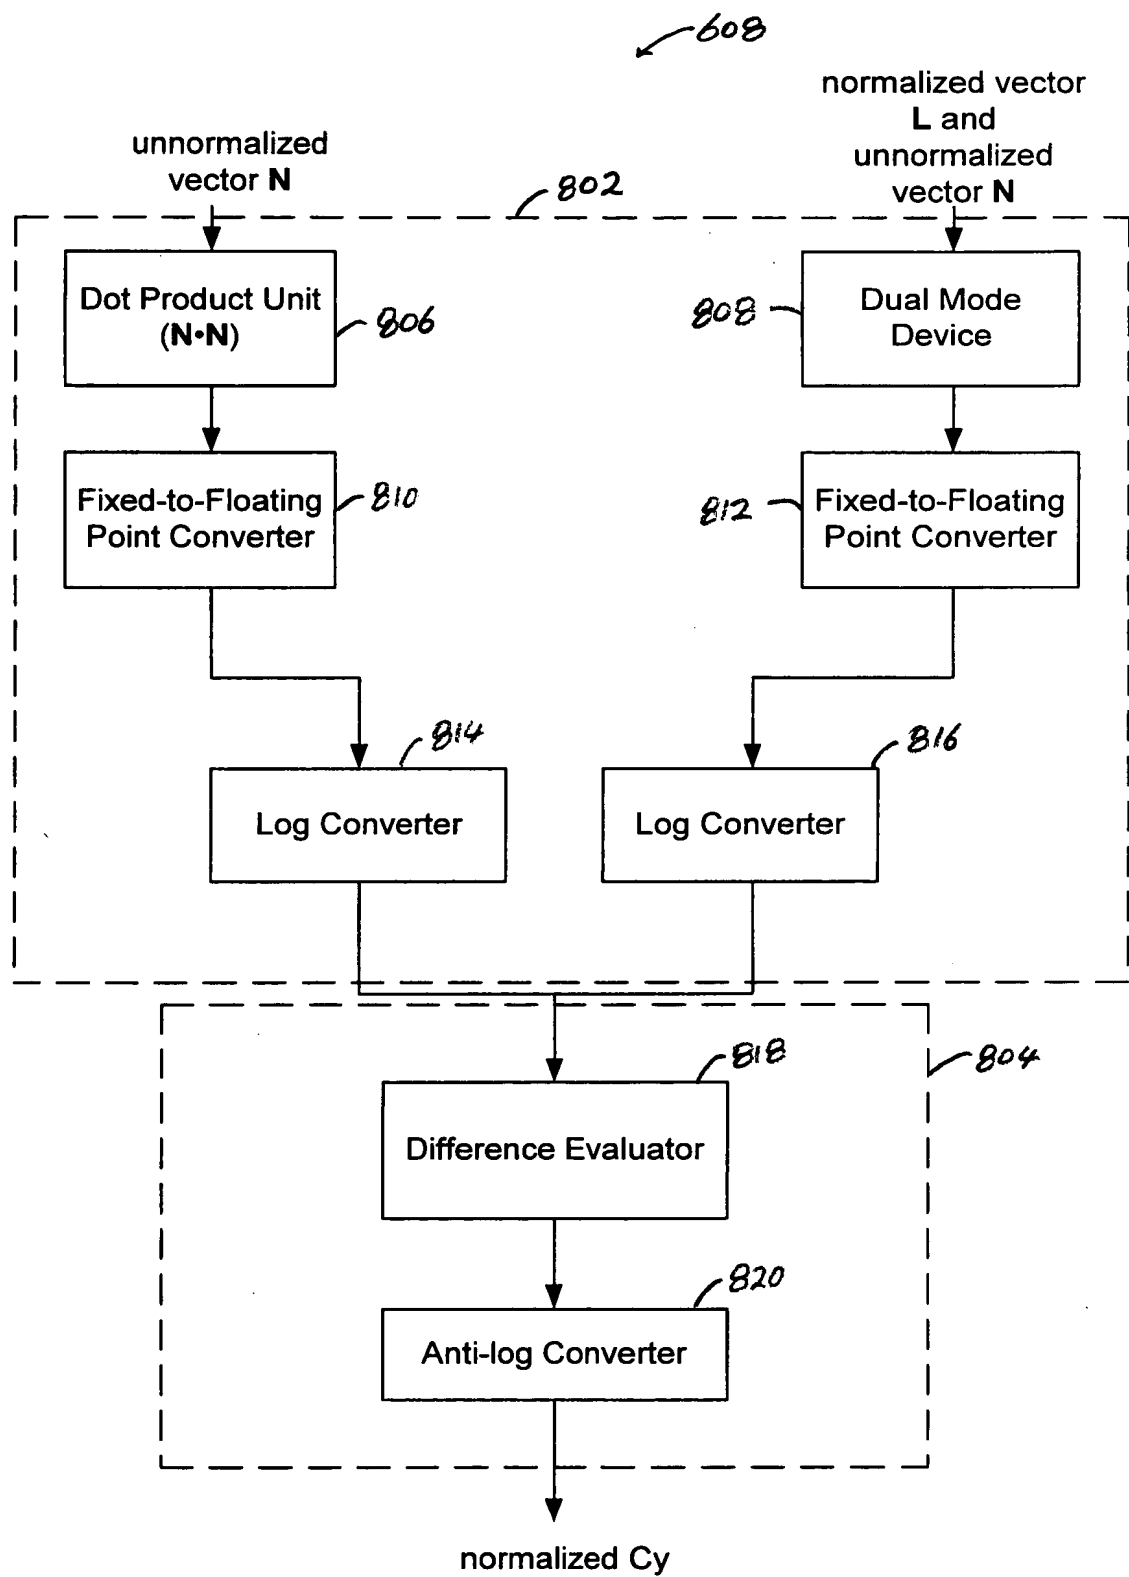 608
normalized vector
L and
unnormalized
vector N
unnormalized
vector N
802
Dot Product Unit
(N•N)
806
808
Dual Mode
Device
Fixed-to-Floating
Point Converter
810
812
Fixed-to-Floating
Point Converter
814
Log Converter
816
Log Converter
818
804
Difference Evaluator
820
Anti-log Converter
normalized Cy